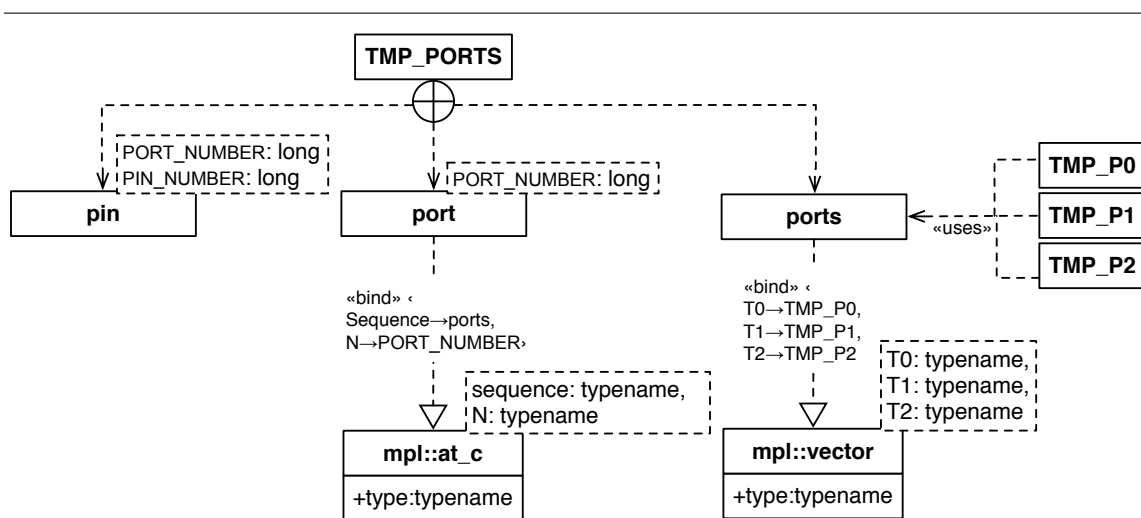 TMP_PORTS
PORT_NUMBER: long
PIN_NUMBER: long
pin
PORT_NUMBER: long
port
ports
«uses»
TMP_P0
TMP_P1
TMP_P2
«bind» ‹
Sequence→ports,
N→PORT_NUMBER›
«bind» ‹
T0→TMP_P0,
T1→TMP_P1,
T2→TMP_P2
sequence: typename,
N: typename
mpl::at_c
+type:typename
T0: typename,
T1: typename,
T2: typename
mpl::vector
+type:typename